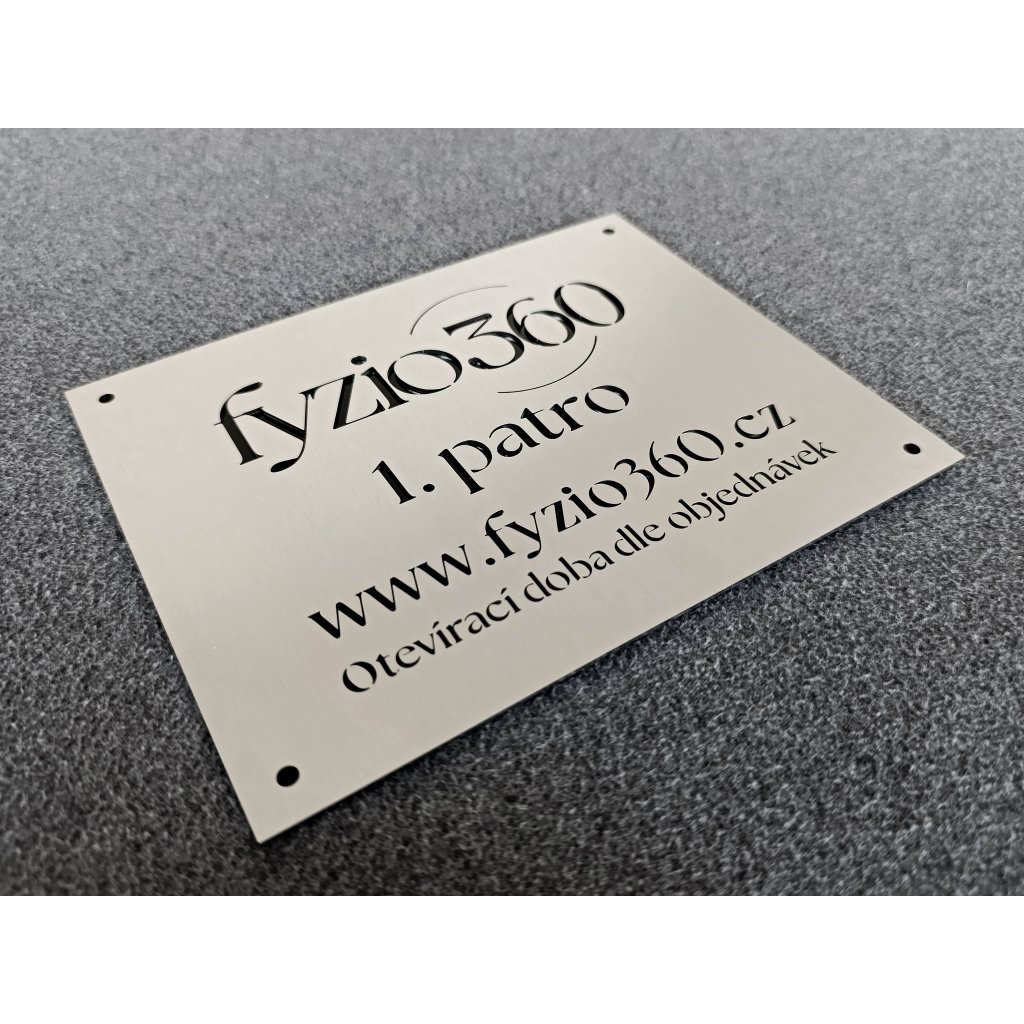 fyzio360
1. patro
www.fyzio360.cz
Otevírací doba dle objednávek